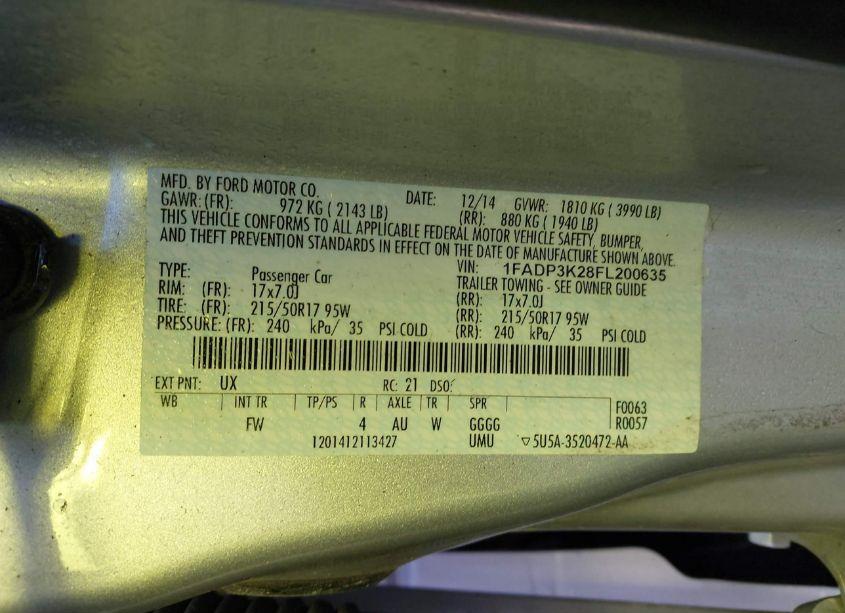 MFD. BY FORD MOTOR CO. DATE: 12/14 GVWR: 1810 KG ( 3990 LB)
GAWR: (FR): 972 KG ( 2143 LB) (RR): 880 KG ( 1940 LB)
THIS VEHICLE CONFORMS TO ALL APPLICABLE FEDERAL MOTOR VEHICLE SAFETY, BUMPER,
AND THEFT PREVENTION STANDARDS IN EFFECT ON THE DATE OF MANUFACTURE SHOWN ABOVE.
VIN: 1FADP3K28FL200635
TYPE: Passenger Car TRAILER TOWING - SEE OWNER GUIDE
RIM: (FR): 17x7.0J (RR): 17x7.0J
TIRE: (FR): 215/50R17 95W (RR): 215/50R17 95W
PRESSURE: (FR): 240 kPa/ 35 PSI COLD (RR): 240 kPa/ 35 PSI COLD
EXT PNT: UX RC: 21 DSO:
WB INT TR TP/PS R AXLE TR SPR F0063
FW 4 AU W GGGG R0057
1201412113427 UMU ▽5U5A-3520472-AA